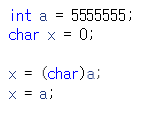 int a = 5555555;
char x = 0;
x = (char)a;
x = a;